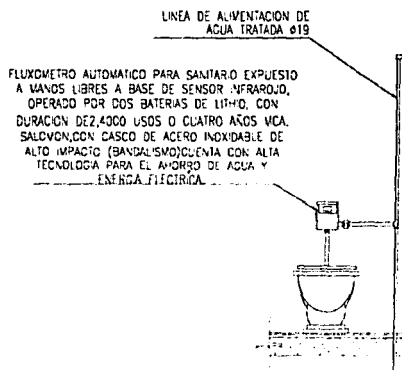 LINEA DE ALIMENTACION DE
AGUA TRATADA ø19
FLUXOMETRO AUTOMATICO PARA SANITARIO EXPUESTO
A MANOS LIBRES A BASE DE SENSOR INFRAROJO,
OPERADO POR DOS BATERIAS DE LITHIO, CON
DURACION DE2,4000 USOS O CUATRO AÑOS MCA.
SALOMON,CON CASCO DE ACERO INOXIDABLE DE
ALTO IMPACTO (BANDALISMO)CUENTA CON ALTA
TECNOLOGIA PARA EL AHORRO DE AGUA Y
ENERGIA ELECTRICA.